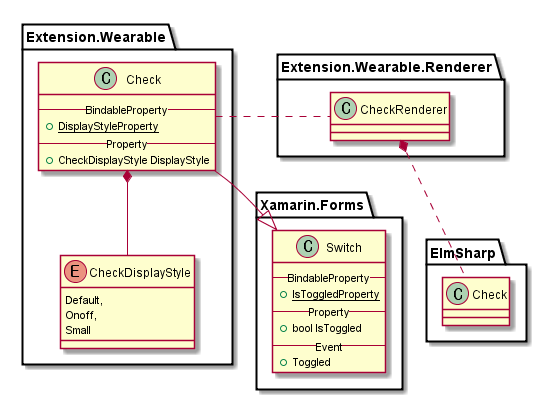 Extension.Wearable
C Check
BindableProperty
DisplayStyleProperty
Property
CheckDisplayStyle DisplayStyle
E CheckDisplayStyle
Default,
Onoff,
Small
Extension.Wearable.Renderer
C CheckRenderer
Xamarin.Forms
C Switch
BindableProperty
IsToggledProperty
Property
bool IsToggled
Event
Toggled
ElmSharp
C Check